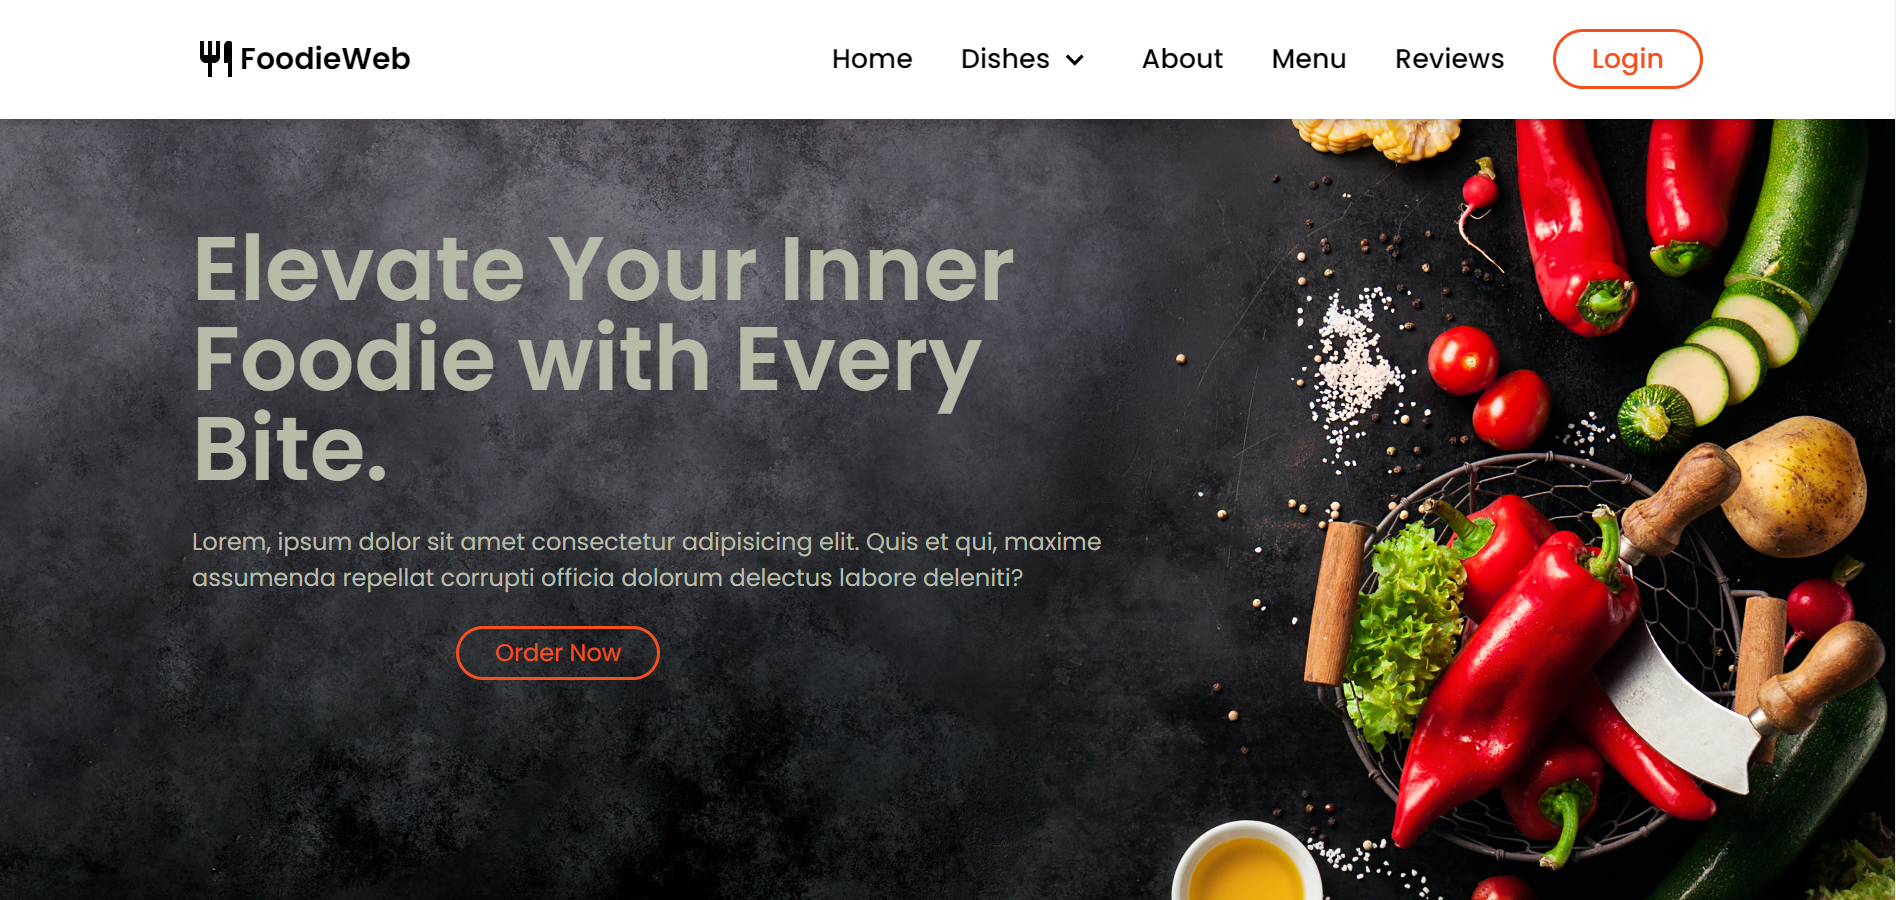 FoodieWeb
Home Dishes About Menu Reviews Login
Elevate Your Inner
Foodie with Every
Bite.
Lorem, ipsum dolor sit amet consectetur adipisicing elit. Quis et qui, maxime
assumenda repellat corrupti officia dolorum delectus labore deleniti?
Order Now